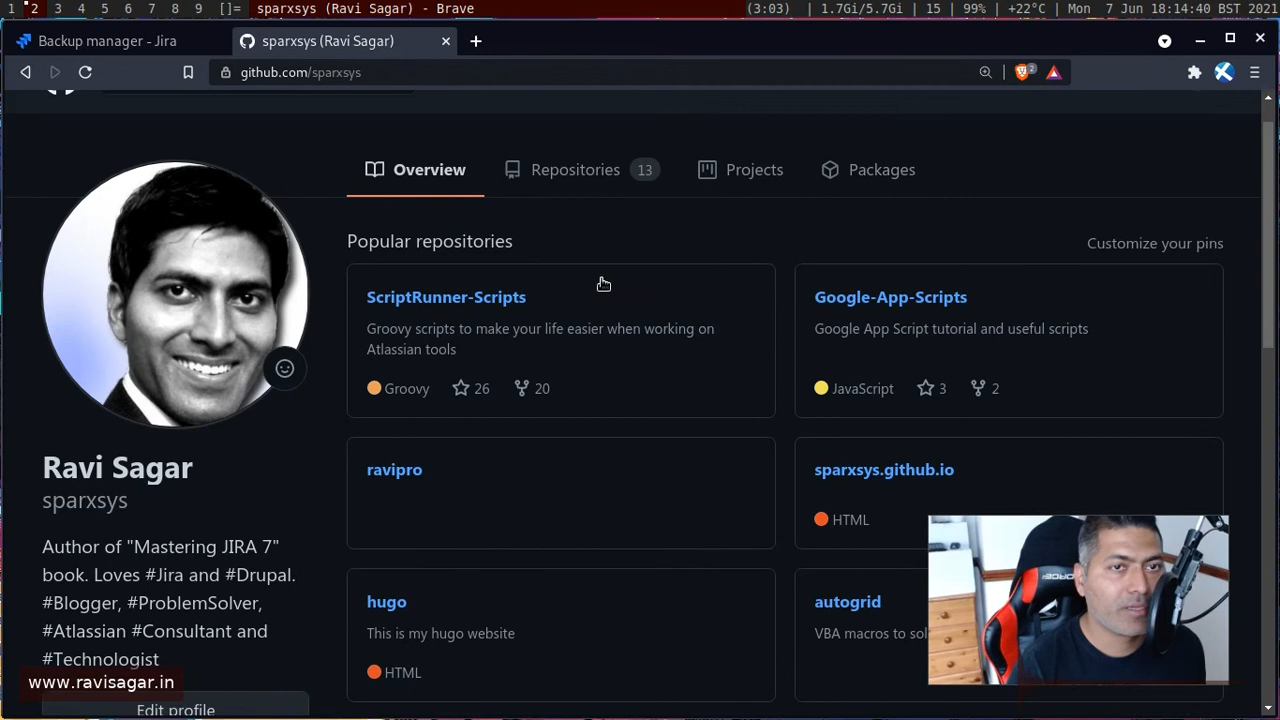 1 2 3 4 5 6 7 8 9 []= sparxsys (Ravi Sagar) - Brave (3:03) | 1.7Gi/5.7Gi | 15 | 99% | +22°C | Mon 7 Jun 18:14:40 BST 2021
Backup manager - Jira sparxsys (Ravi Sagar)
github.com/sparxsys 2
Overview Repositories 13 Projects Packages
Popular repositories Customize your pins
ScriptRunner-Scripts
Groovy scripts to make your life easier when working on
Atlassian tools
Groovy 26 20
Google-App-Scripts
Google App Script tutorial and useful scripts
JavaScript 3 2
ravipro
sparxsys.github.io
HTML
hugo
This is my hugo website
HTML
autogrid
VBA macros to sol
Ravi Sagar
sparxsys
Author of "Mastering JIRA 7"
book. Loves #Jira and #Drupal.
#Blogger, #ProblemSolver,
#Atlassian #Consultant and
#Technologist
www.ravisagar.in
Edit profile